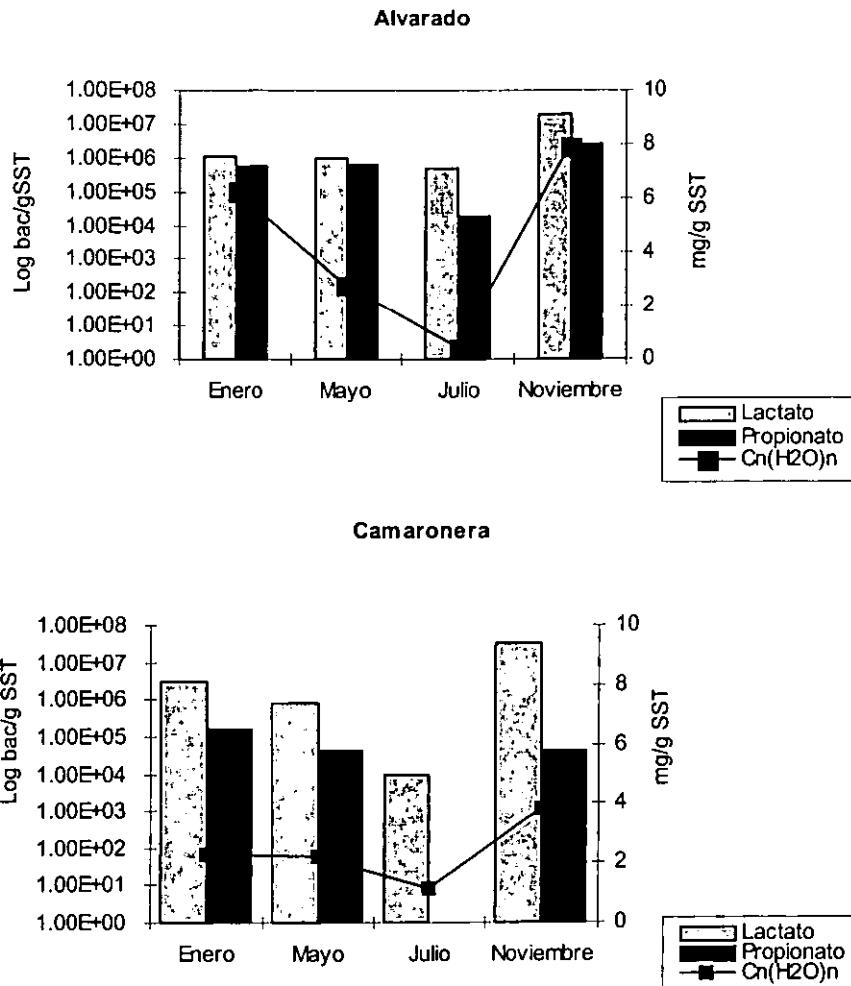 Alvarado
Log bac/gSST
1.00E+08
1.00E+07
1.00E+06
1.00E+05
1.00E+04
1.00E+03
1.00E+02
1.00E+01
1.00E+00
10
8
6
4
2
0
mg/g SST
Enero Mayo Julio Noviembre
Lactato
Propionato
Cn(H2O)n
Camaronera
Log bac/g SST
1.00E+08
1.00E+07
1.00E+06
1.00E+05
1.00E+04
1.00E+03
1.00E+02
1.00E+01
1.00E+00
10
8
6
4
2
0
mg/g SST
Enero Mayo Julio Noviembre
Lactato
Propionato
Cn(H2O)n